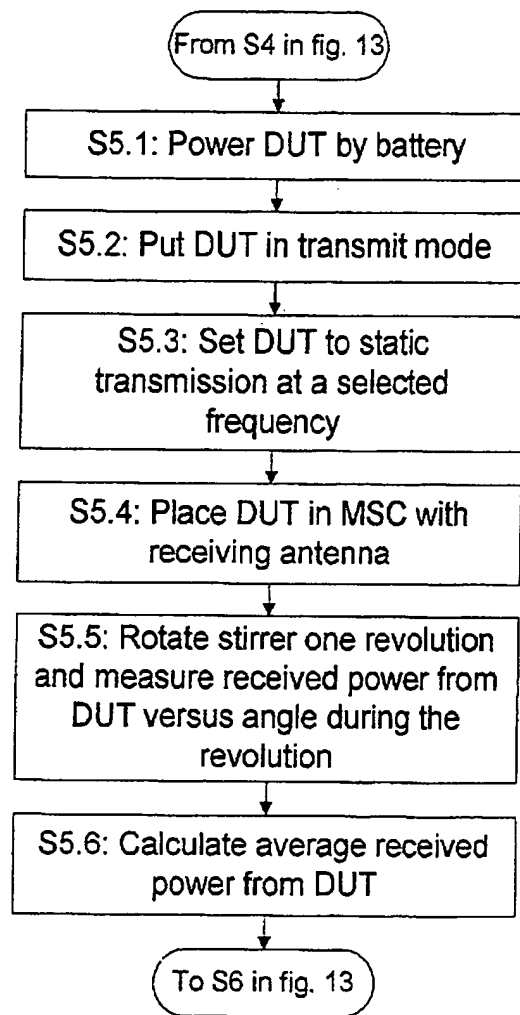 From S4 in fig. 13
S5.1: Power DUT by battery
S5.2: Put DUT in transmit mode
S5.3: Set DUT to static
transmission at a selected
frequency
S5.4: Place DUT in MSC with
receiving antenna
S5.5: Rotate stirrer one revolution
and measure received power from
DUT versus angle during the
revolution
S5.6: Calculate average received
power from DUT
To S6 in fig. 13